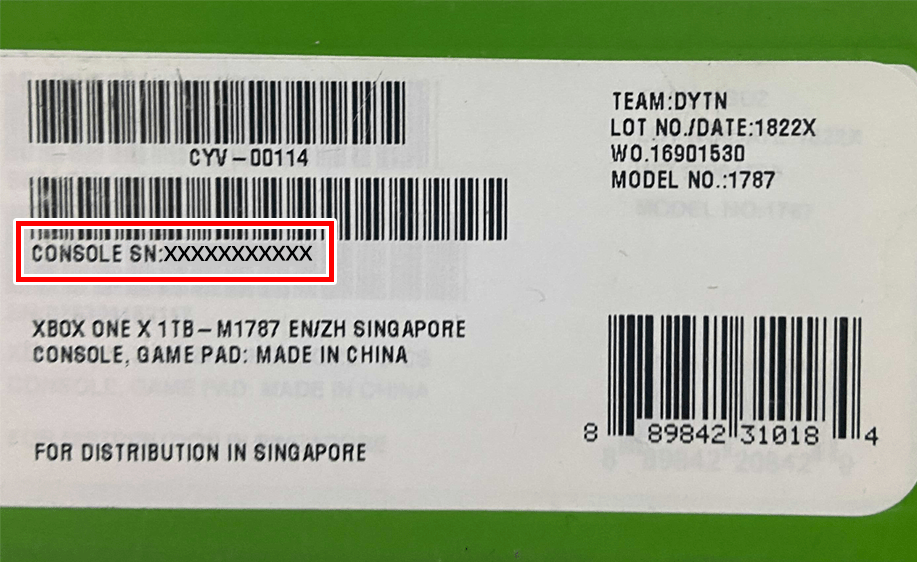 CYV-00114
CONSOLE SN:XXXXXXXXXXX
XBOX ONE X 1TB-M1787 EN/ZH SINGAPORE
CONSOLE, GAME PAD: MADE IN CHINA
FOR DISTRIBUTION IN SINGAPORE
TEAM:DYTN
LOT NO./DATE:1822X
WO.16901530
MODEL NO.:1787
8 89842 31018 4